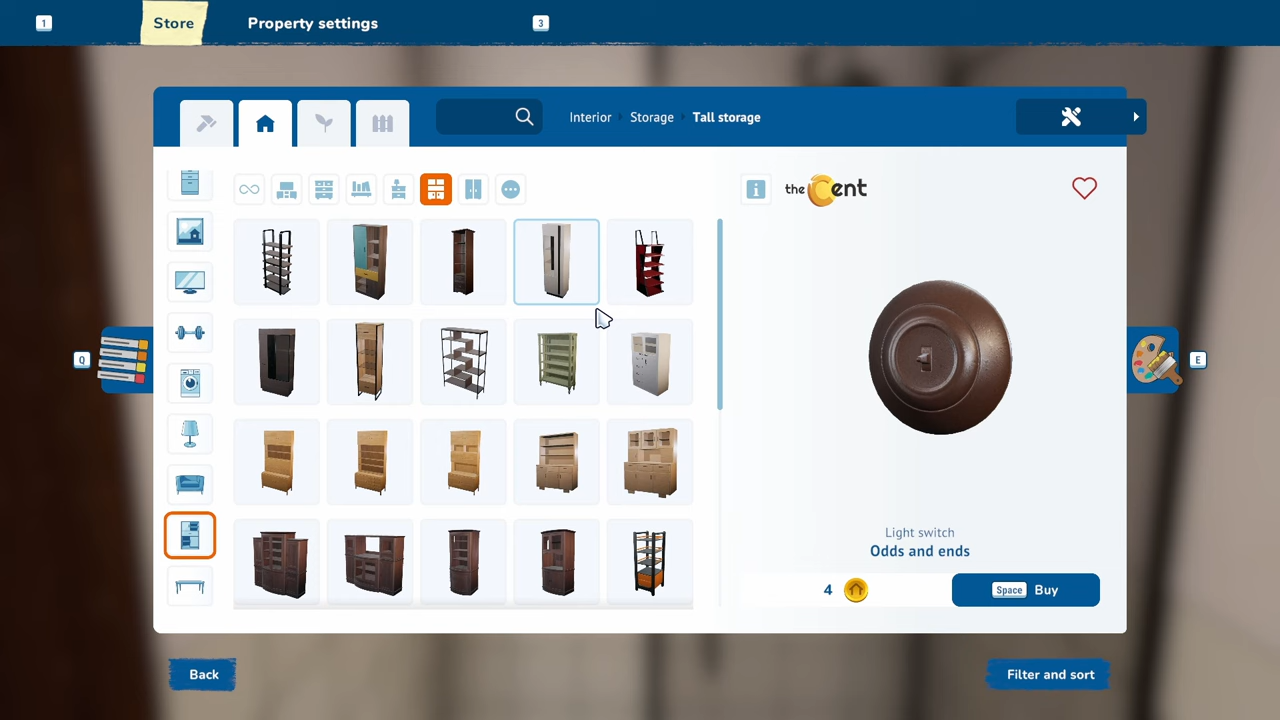 1
Store
Property settings
3
Interior
Storage
Tall storage
the Cent
Q
E
Light switch
Odds and ends
4
Space
Buy
Back
Filter and sort